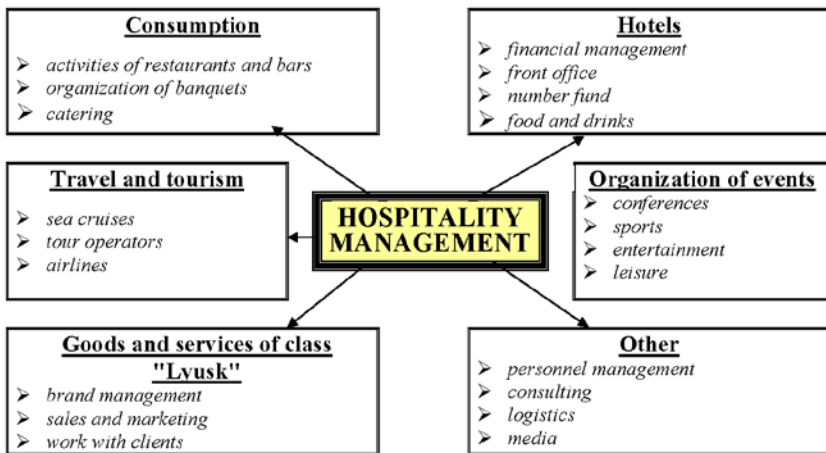 Consumption
➢ activities of restaurants and bars
➢ organization of banquets
➢ catering
Hotels
➢ financial management
➢ front office
➢ number fund
➢ food and drinks
Travel and tourism
➢ sea cruises
➢ tour operators
➢ airlines
HOSPITALITY
MANAGEMENT
Organization of events
➢ conferences
➢ sports
➢ entertainment
➢ leisure
Goods and services of class
"Lyusk"
➢ brand management
➢ sales and marketing
➢ work with clients
Other
➢ personnel management
➢ consulting
➢ logistics
➢ media